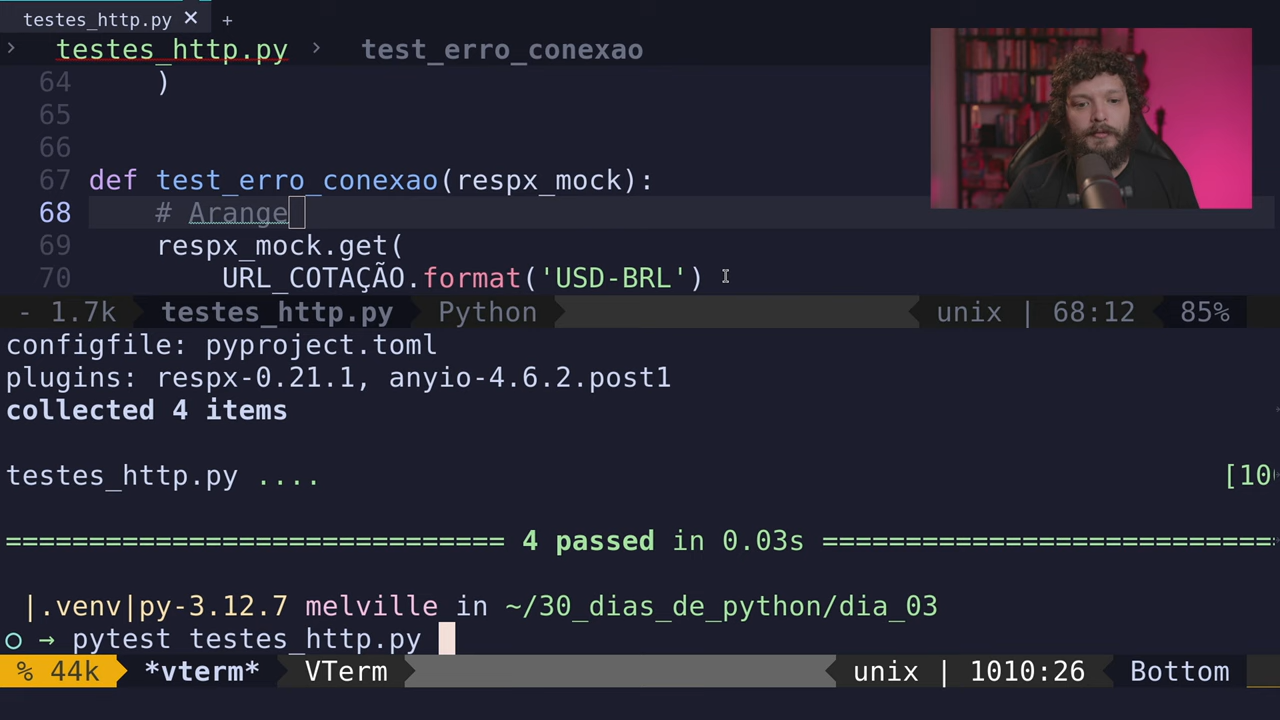 testes_http.py × +
› testes_http.py › test_erro_conexao
64 )
65
66
67 def test_erro_conexao(respx_mock):
68 # Arange
69 respx_mock.get(
70 URL_COTAÇÃO.format('USD-BRL')
- 1.7k testes_http.py Python unix | 68:12 85%
configfile: pyproject.toml
plugins: respx-0.21.1, anyio-4.6.2.post1
collected 4 items
testes_http.py .... [10
============================== 4 passed in 0.03s ============================
|.venv|py-3.12.7 melville in ~/30_dias_de_python/dia_03
○ → pytest testes_http.py
% 44k *vterm* VTerm unix | 1010:26 Bottom